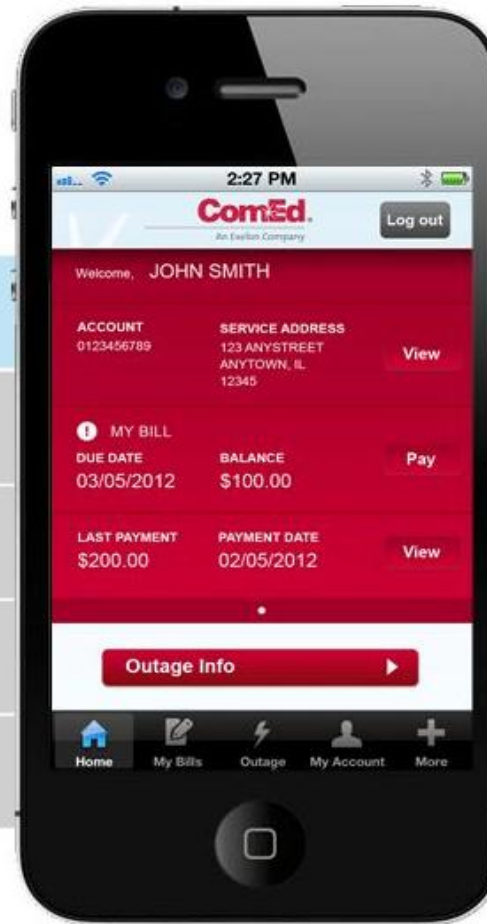 2:27 PM
ComEd.
An Exelon Company
Log out
Welcome, JOHN SMITH
ACCOUNT
0123456789
SERVICE ADDRESS
123 ANYSTREET
ANYTOWN, IL
12345
View
! MY BILL
DUE DATE
03/05/2012
BALANCE
$100.00
Pay
LAST PAYMENT
$200.00
PAYMENT DATE
02/05/2012
View
Outage Info
Home
My Bills
Outage
My Account
More